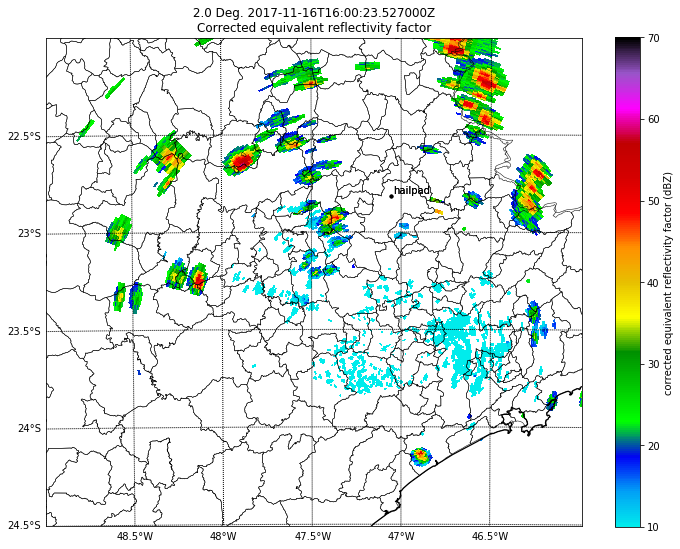 2.0 Deg. 2017-11-16T16:00:23.527000Z
Corrected equivalent reflectivity factor
70
60
50
40
30
20
10
corrected equivalent reflectivity factor (dBZ)
22.5°S
23°S
23.5°S
24°S
24.5°S
hailpad
48.5°W
48°W
47.5°W
47°W
46.5°W